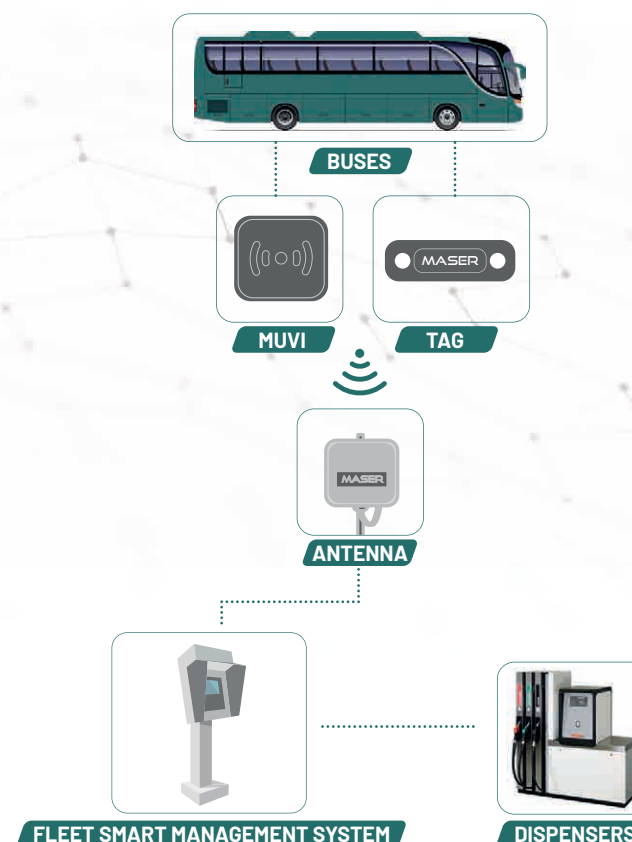 BUSES
MASER
MUVI
TAG
MASER
ANTENNA
FLEET SMART MANAGEMENT SYSTEM
DISPENSERS